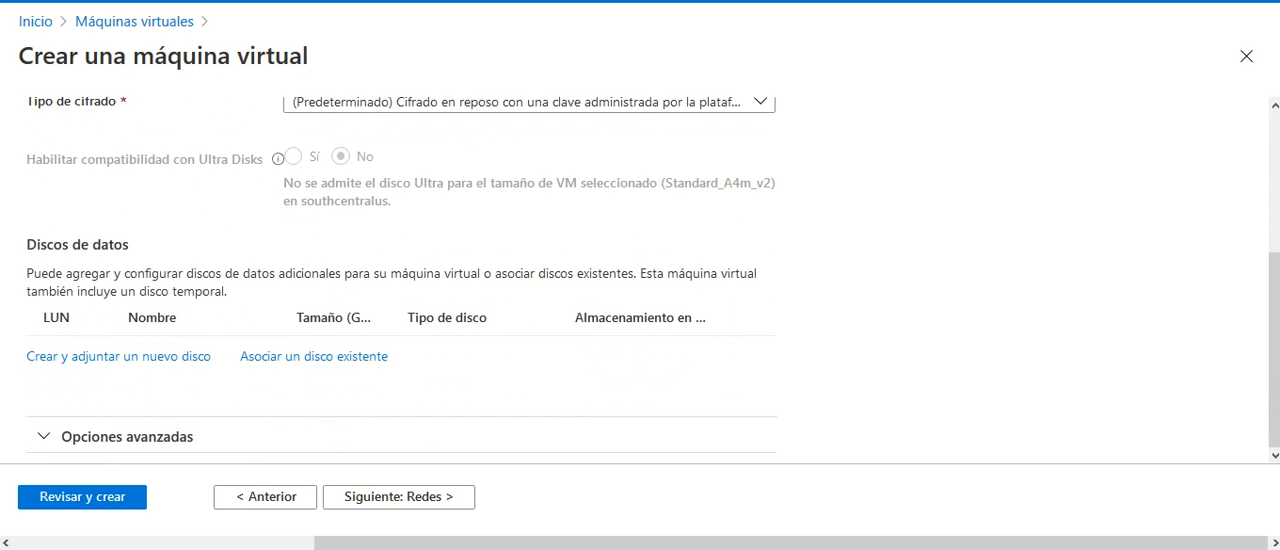 Inicio > Máquinas virtuales >
Crear una máquina virtual
Tipo de cifrado *
(Predeterminado) Cifrado en reposo con una clave administrada por la plataf...
Habilitar compatibilidad con Ultra Disks
Sí No
No se admite el disco Ultra para el tamaño de VM seleccionado (Standard_A4m_v2)
en southcentralus.
Discos de datos
Puede agregar y configurar discos de datos adicionales para su máquina virtual o asociar discos existentes. Esta máquina virtual
también incluye un disco temporal.
LUN Nombre Tamaño (G... Tipo de disco Almacenamiento en ...
Crear y adjuntar un nuevo disco Asociar un disco existente
Opciones avanzadas
Revisar y crear < Anterior Siguiente: Redes >